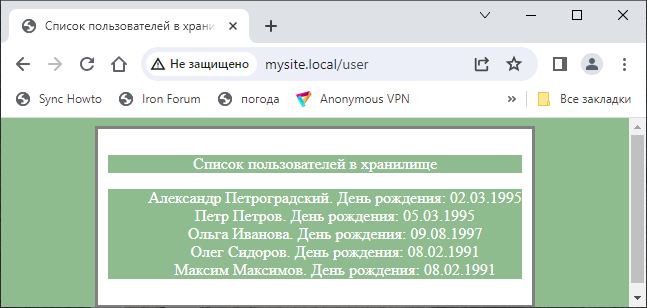 Список пользователей в храни
Не защищено
mysite.local/user
Sync Howto
Iron Forum
погода
Anonymous VPN
»
Все закладки
Список пользователей в хранилище
Александр Петроградский. День рождения: 02.03.1995
Петр Петров. День рождения: 05.03.1995
Ольга Иванова. День рождения: 09.08.1997
Олег Сидоров. День рождения: 08.02.1991
Максим Максимов. День рождения: 08.02.1991